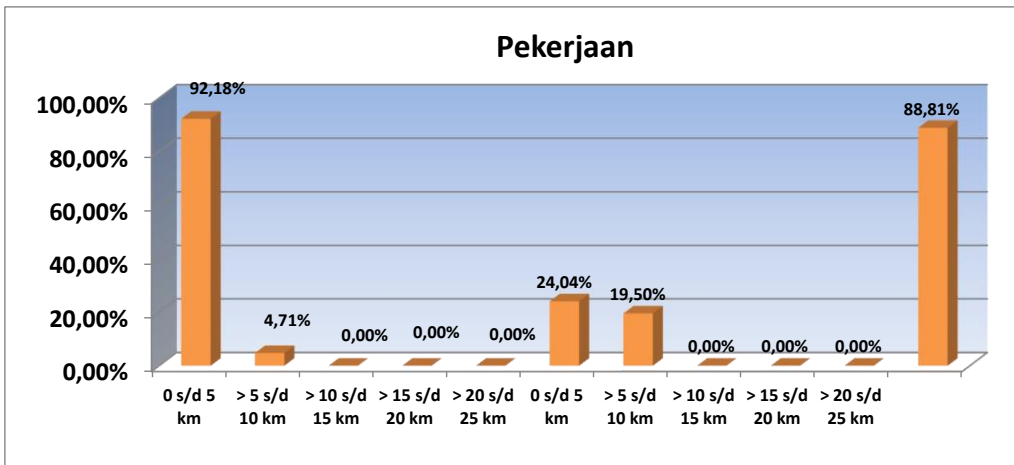 Pekerjaan
100,00%
80,00%
60,00%
40,00%
20,00%
0,00%
92,18%
4,71%
0,00%
0,00%
0,00%
24,04%
19,50%
0,00%
0,00%
0,00%
88,81%
0 s/d 5
km
> 5 s/d
10 km
> 10 s/d
15 km
> 15 s/d
20 km
> 20 s/d
25 km
0 s/d 5
km
> 5 s/d
10 km
> 10 s/d
15 km
> 15 s/d
20 km
> 20 s/d
25 km